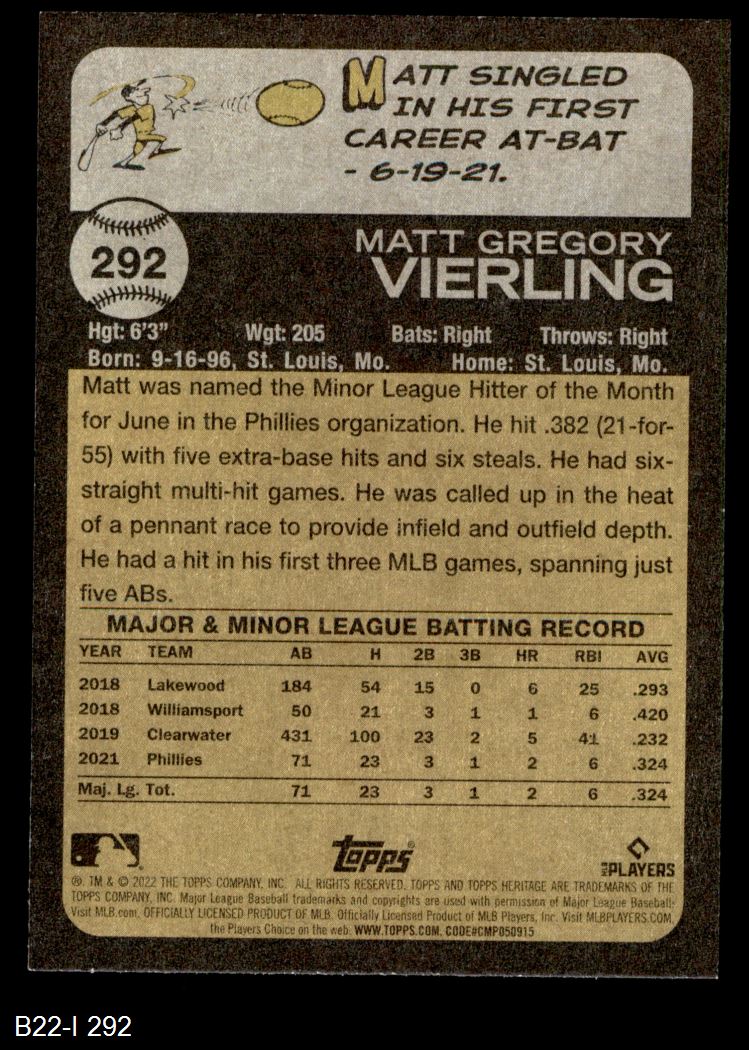 MATT SINGLED
IN HIS FIRST
CAREER AT-BAT
- 6-19-21.
292
MATT GREGORY
VIERLING
Hgt: 6'3" Wgt: 205 Bats: Right Throws: Right
Born: 9-16-96, St. Louis, Mo. Home: St. Louis, Mo.
Matt was named the Minor League Hitter of the Month
for June in the Phillies organization. He hit .382 (21-for-
55) with five extra-base hits and six steals. He had six-
straight multi-hit games. He was called up in the heat
of a pennant race to provide infield and outfield depth.
He had a hit in his first three MLB games, spanning just
five ABs.
MAJOR & MINOR LEAGUE BATTING RECORD
YEAR TEAM AB H 2B 3B HR RBI AVG
2018 Lakewood 184 54 15 0 6 25 .293
2018 Williamsport 50 21 3 1 1 6 .420
2019 Clearwater 431 100 23 2 5 41 .232
2021 Phillies 71 23 3 1 2 6 .324
Maj. Lg. Tot. 71 23 3 1 2 6 .324
Topps
MLB PLAYERS
®, TM & © 2022 THE TOPPS COMPANY, INC. ALL RIGHTS RESERVED. TOPPS AND TOPPS HERITAGE ARE TRADEMARKS OF THE
TOPPS COMPANY, INC. Major League Baseball trademarks and copyrights are used with permission of Major League Baseball.
Visit MLB.com. OFFICIALLY LICENSED PRODUCT OF MLB. Officially Licensed Product of MLB Players, Inc. Visit MLBPLAYERS.COM,
the Players Choice on the web. WWW.TOPPS.COM. CODE#CMP050915
B22-I 292